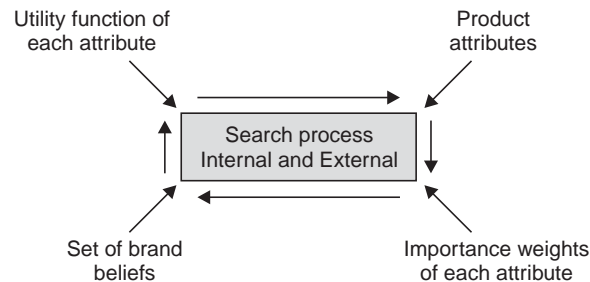 Utility function of
each attribute
Product
attributes
Search process
Internal and External
Set of brand
beliefs
Importance weights
of each attribute